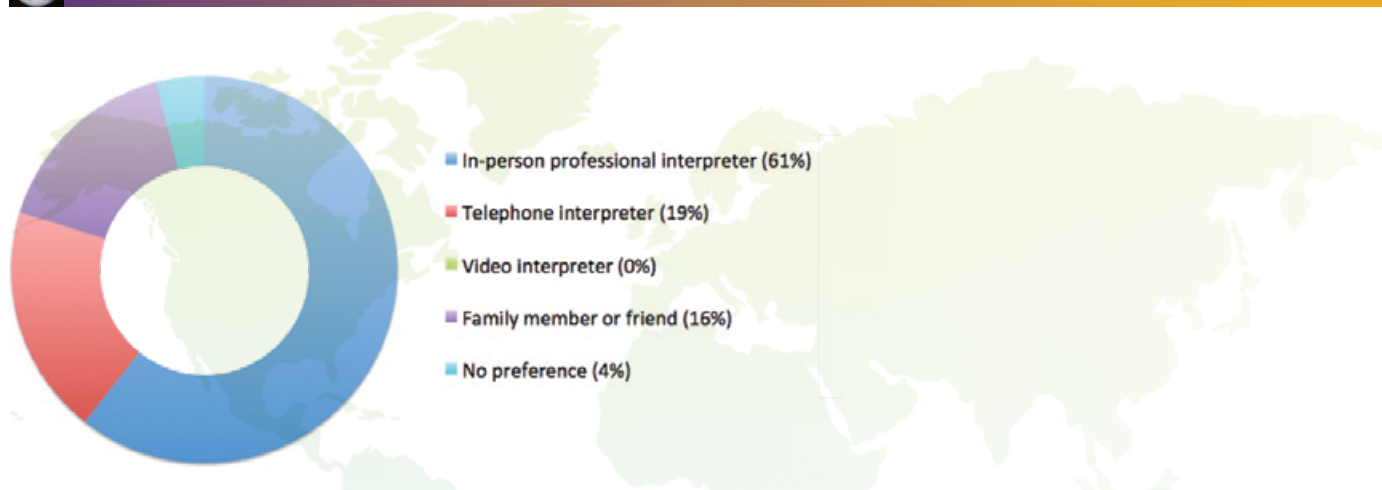 In-person professional interpreter (61%)
Telephone interpreter (19%)
Video interpreter (0%)
Family member or friend (16%)
No preference (4%)